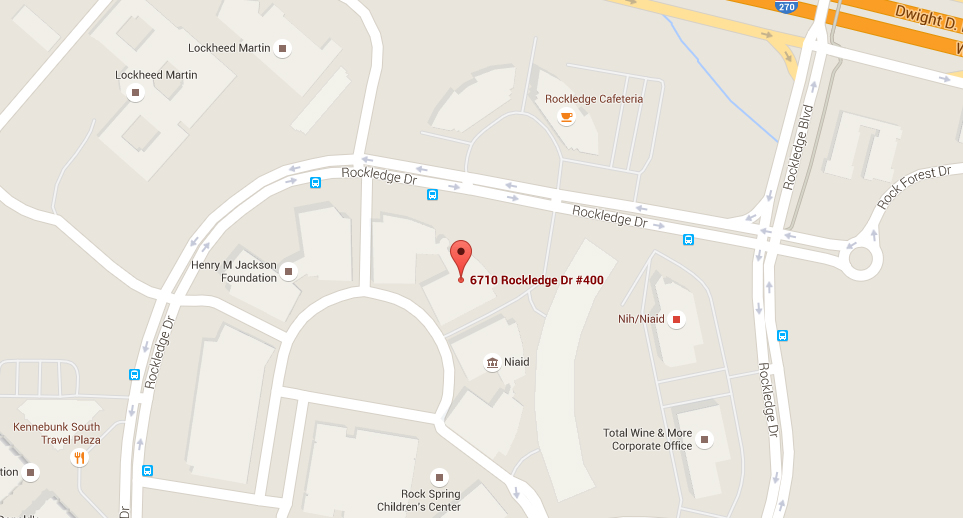 270
Dwight D.
Lockheed Martin
Lockheed Martin
Rockledge Cafeteria
Rockledge Blvd
Rockledge Dr
Rock Forest Dr
Rockledge Dr
Henry M Jackson
Foundation
6710 Rockledge Dr #400
Nih/Niaid
Rockledge Dr
Niaid
Rockledge Dr
Kennebunk South
Travel Plaza
Total Wine & More
Corporate Office
tion
Rock Spring
Children's Center
Dr